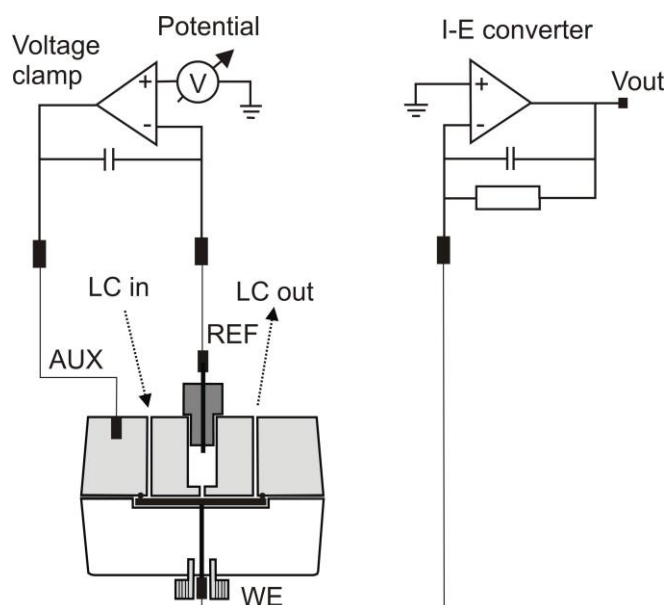 Voltage
clamp
Potential
V
+
-
I-E converter
+
-
Vout
LC in
LC out
REF
AUX
WE